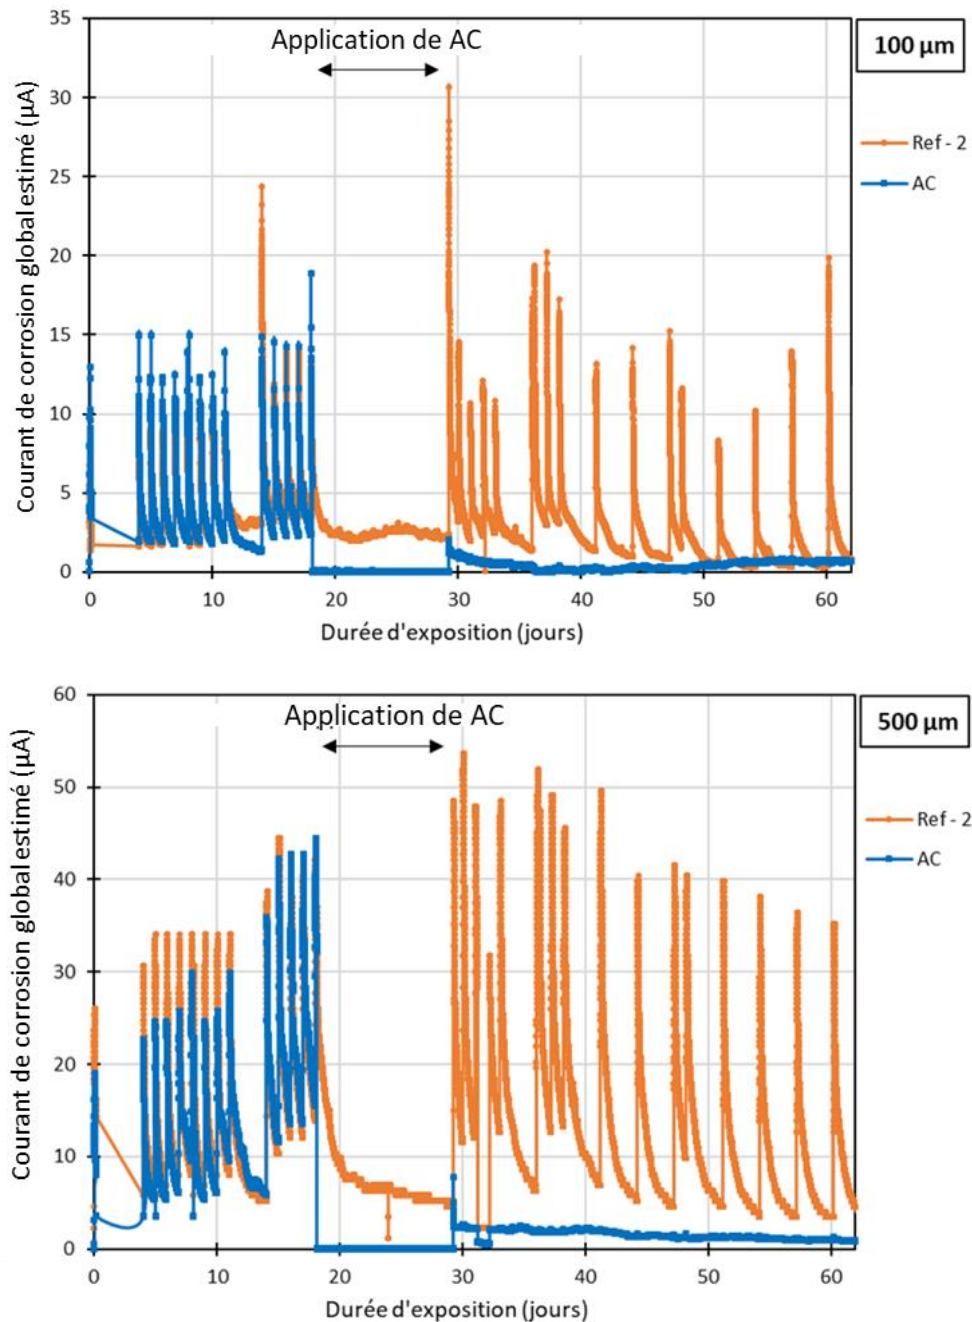 Application de AC
100 µm
Courant de corrosion global estimé (µA)
35
30
25
20
15
10
5
0
0 10 20 30 40 50 60
Durée d'exposition (jours)
Ref - 2
AC
Application de AC
500 µm
Courant de corrosion global estimé (µA)
60
50
40
30
20
10
0
0 10 20 30 40 50 60
Durée d'exposition (jours)
Ref - 2
AC